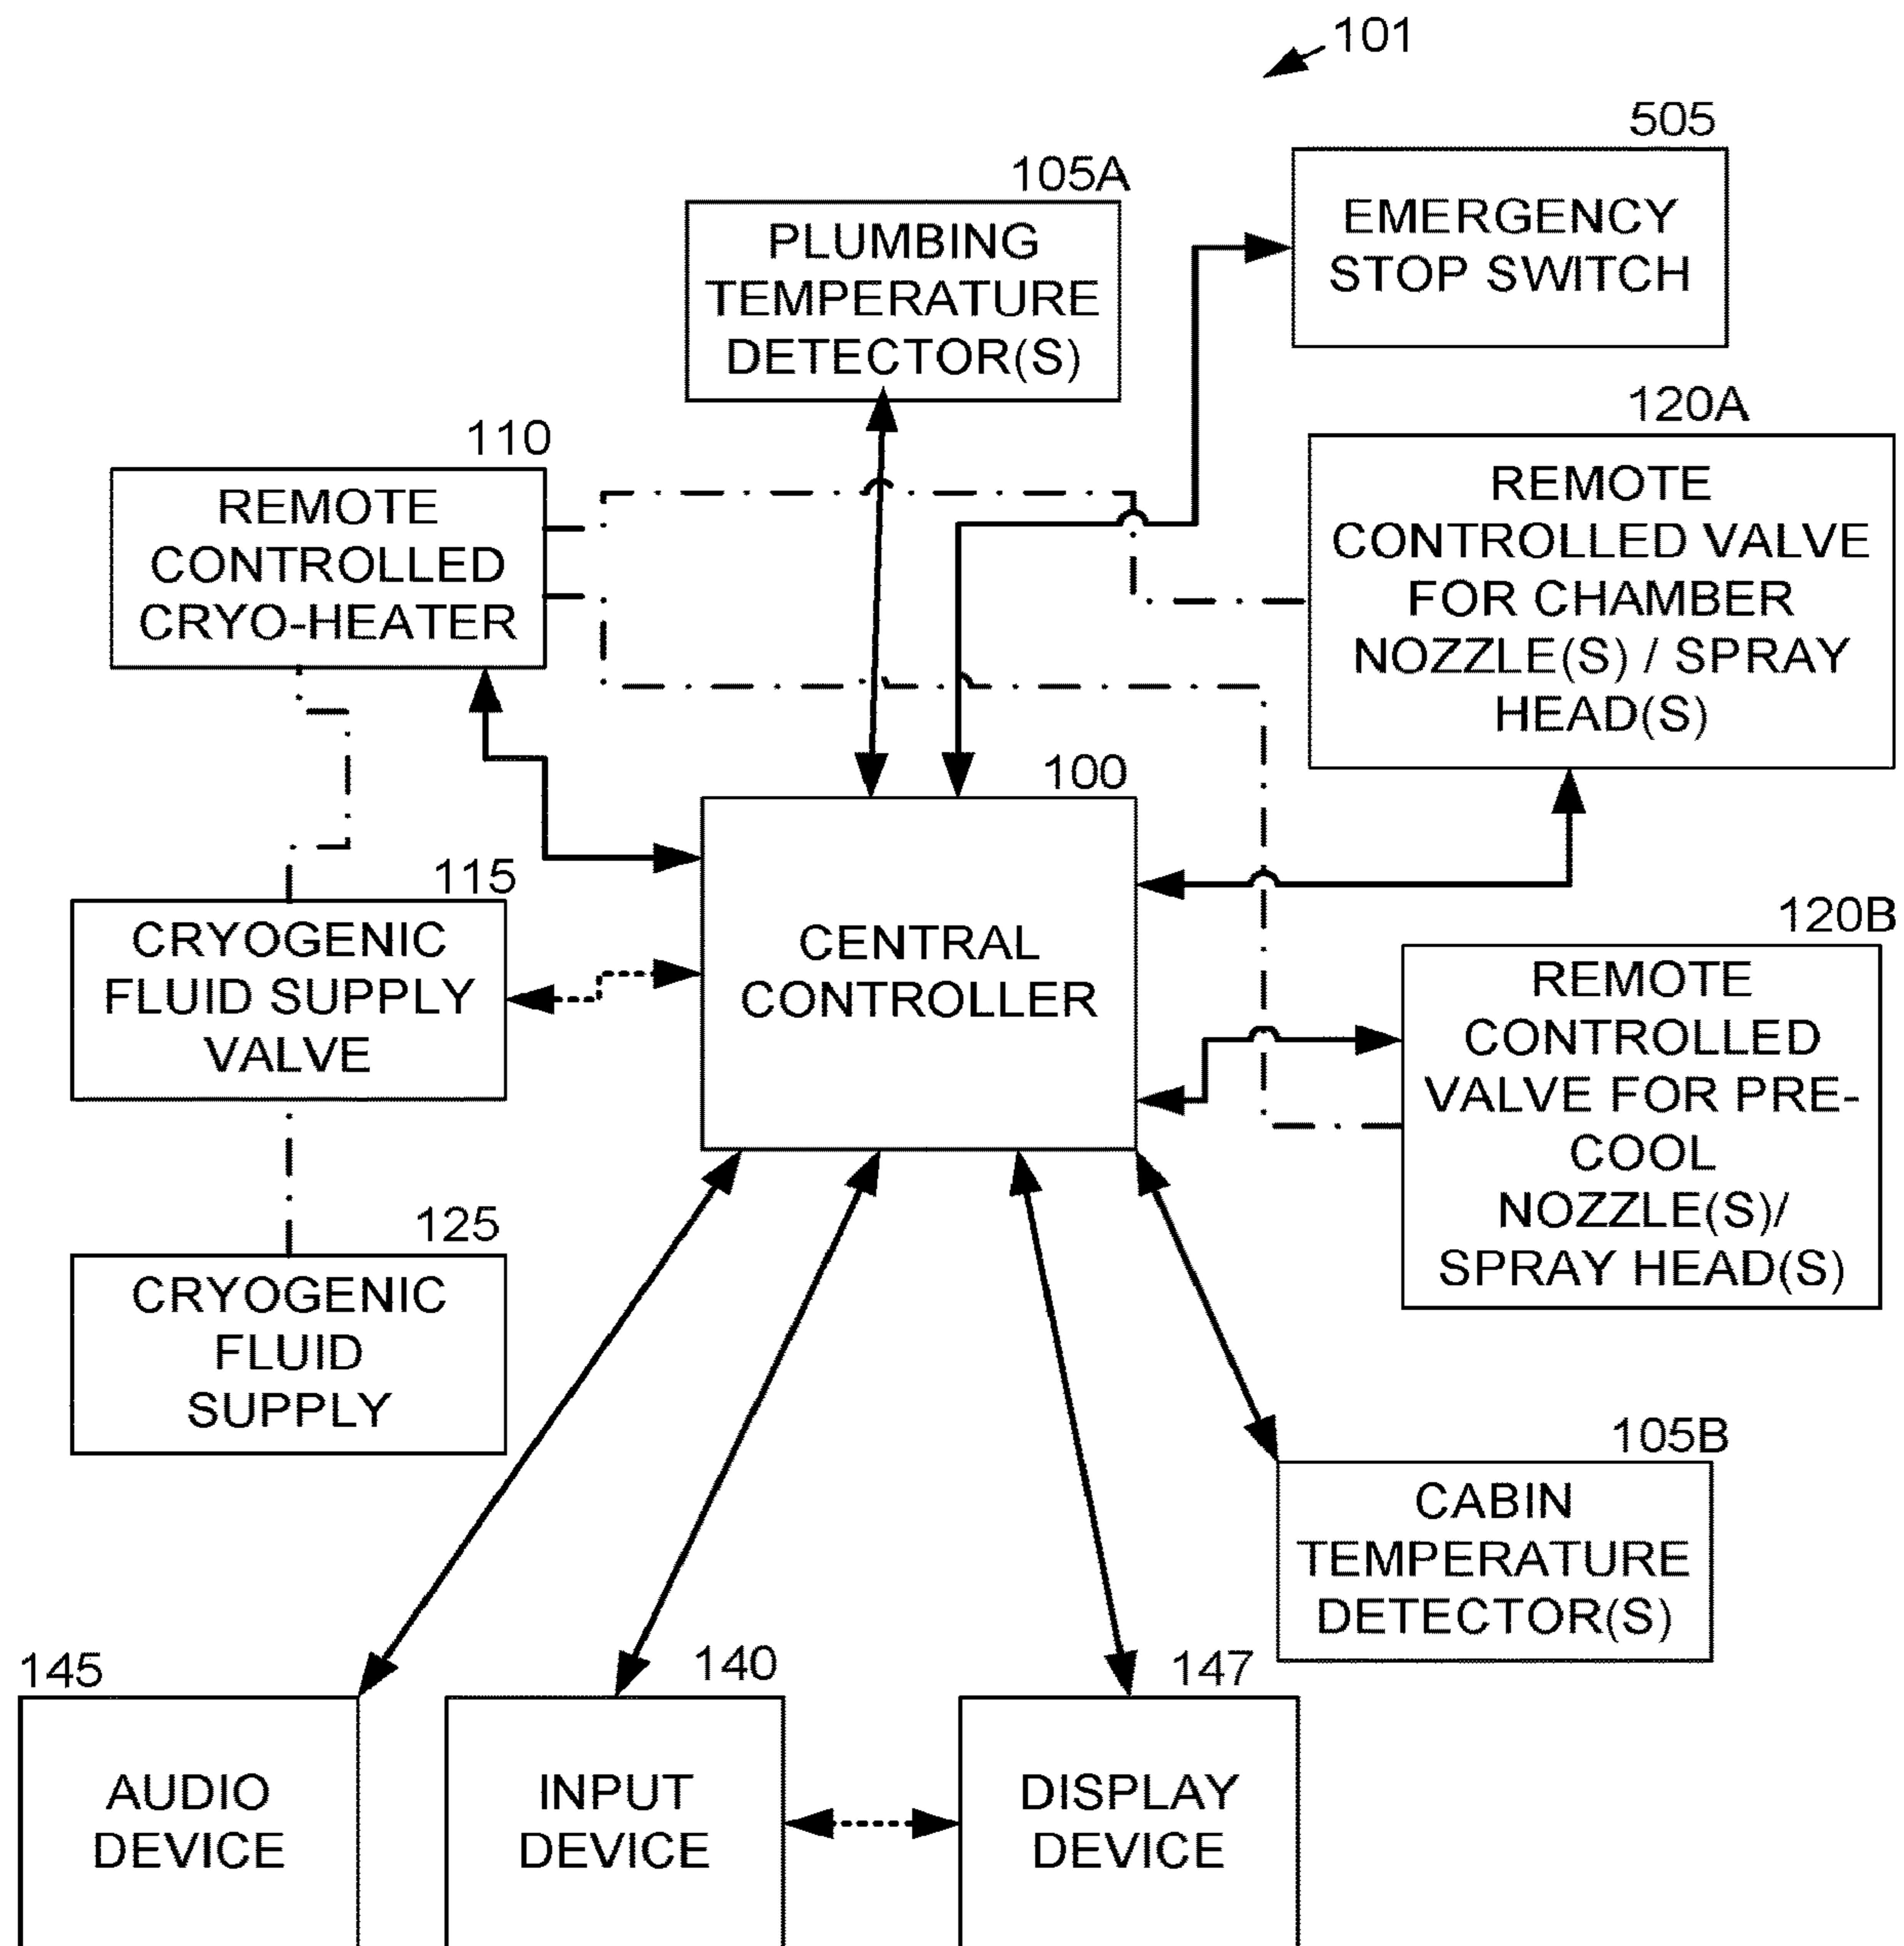 101
505
EMERGENCY
STOP SWITCH
105A
PLUMBING
TEMPERATURE
DETECTOR(S)
120A
REMOTE
CONTROLLED VALVE
FOR CHAMBER
NOZZLE(S) / SPRAY
HEAD(S)
110
REMOTE
CONTROLLED
CRYO-HEATER
100
CENTRAL
CONTROLLER
115
CRYOGENIC
FLUID SUPPLY
VALVE
120B
REMOTE
CONTROLLED
VALVE FOR PRE-
COOL
NOZZLE(S)/
SPRAY HEAD(S)
125
CRYOGENIC
FLUID
SUPPLY
105B
CABIN
TEMPERATURE
DETECTOR(S)
145
AUDIO
DEVICE
140
INPUT
DEVICE
147
DISPLAY
DEVICE